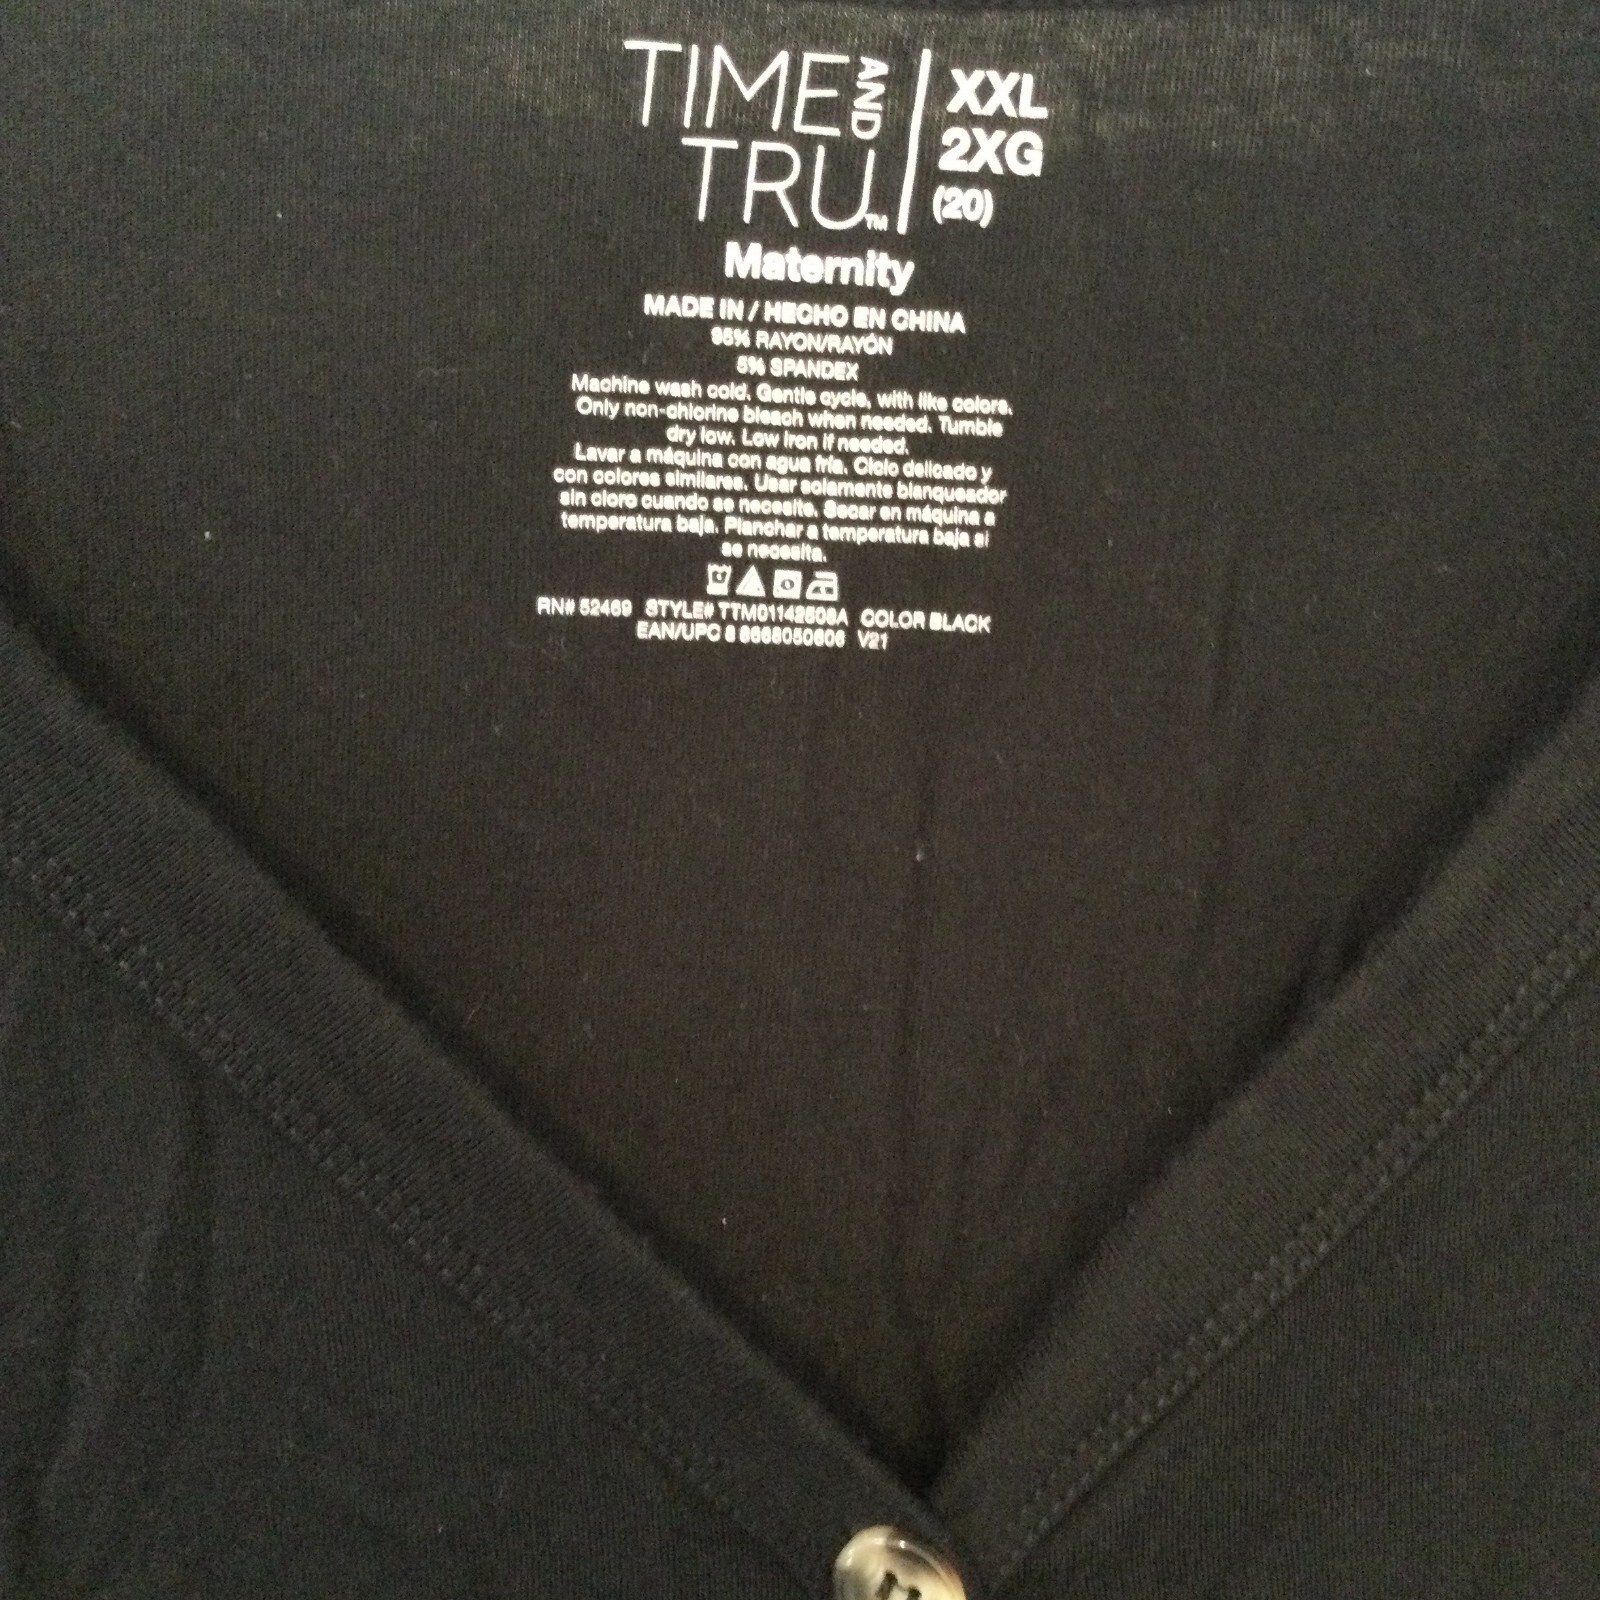 TIME AND TRU™
XXL
2XG
(20)
Maternity
MADE IN / HECHO EN CHINA
95% RAYON/RAYÓN
5% SPANDEX
Machine wash cold. Gentle cycle, with like colors.
Only non-chlorine bleach when needed. Tumble
dry low. Low iron if needed.
Lavar a máquina con agua fría. Ciclo delicado y
con colores similares. Usar solamente blanqueador
sin cloro cuando se necesite. Secar en máquina a
temperatura baja. Planchar a temperatura baja si
se necesita.
RN# 52469 STYLE# COLOR BLACK
EAN/UPC V21